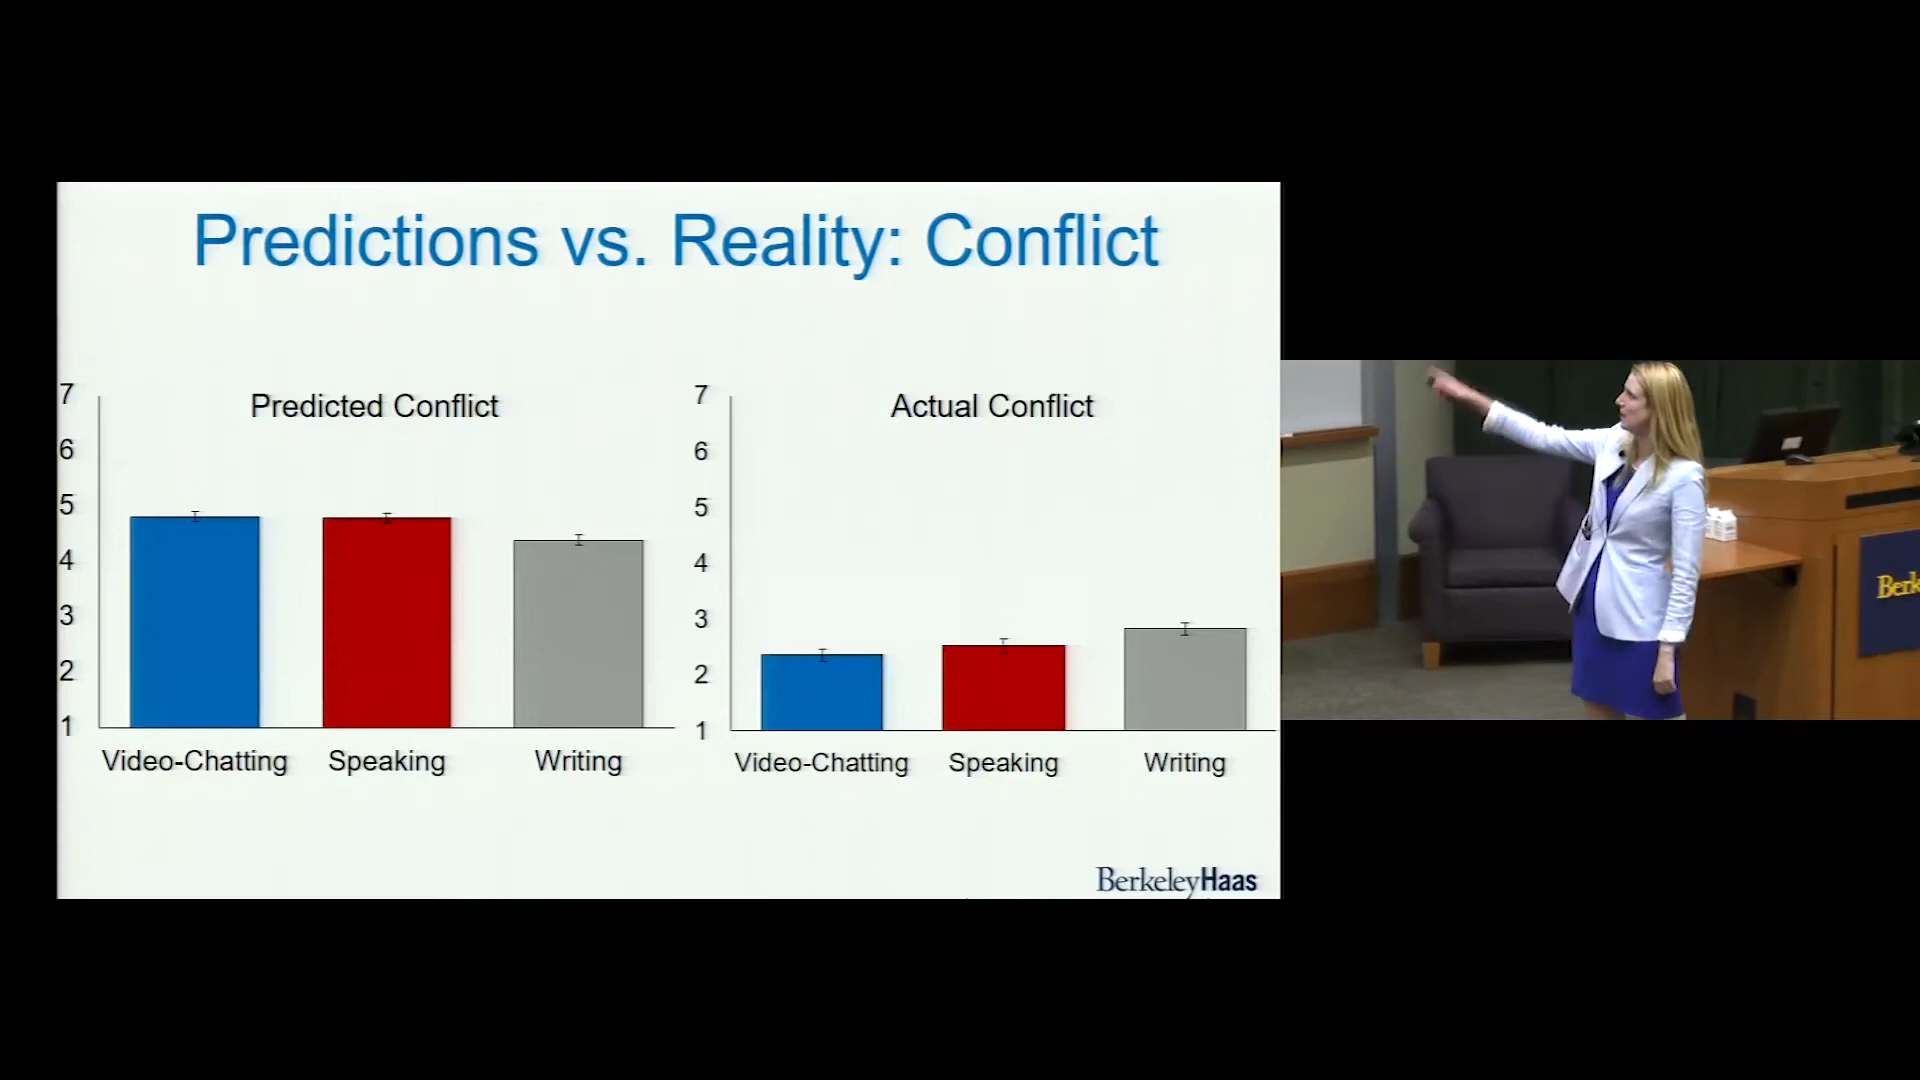 Predictions vs. Reality: Conflict
Predicted Conflict
7
6
5
4
3
2
1
Video-Chatting Speaking Writing
Actual Conflict
7
6
5
4
3
2
1
Video-Chatting Speaking Writing
BerkeleyHaas